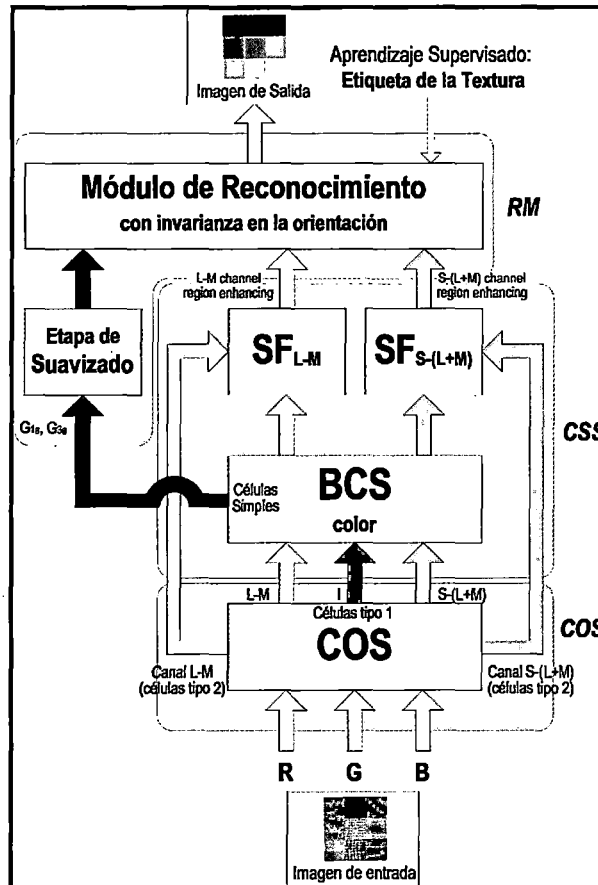 Imagen de Salida
Aprendizaje Supervisado:
Etiqueta de la Textura
Módulo de Reconocimiento
con invarianza en la orientación
RM
L-M channel
region enhancing
S-(L+M) channel
region enhancing
Etapa de
Suavizado
SF L-M
SF S-(L+M)
G1s, G3s
CSS
Células
Simples
BCS
color
L-M
I
S-(L+M)
Células tipo 1
COS
COS
Canal L-M
(células tipo 2)
Canal S-(L+M)
(células tipo 2)
R G B
Imagen de entrada